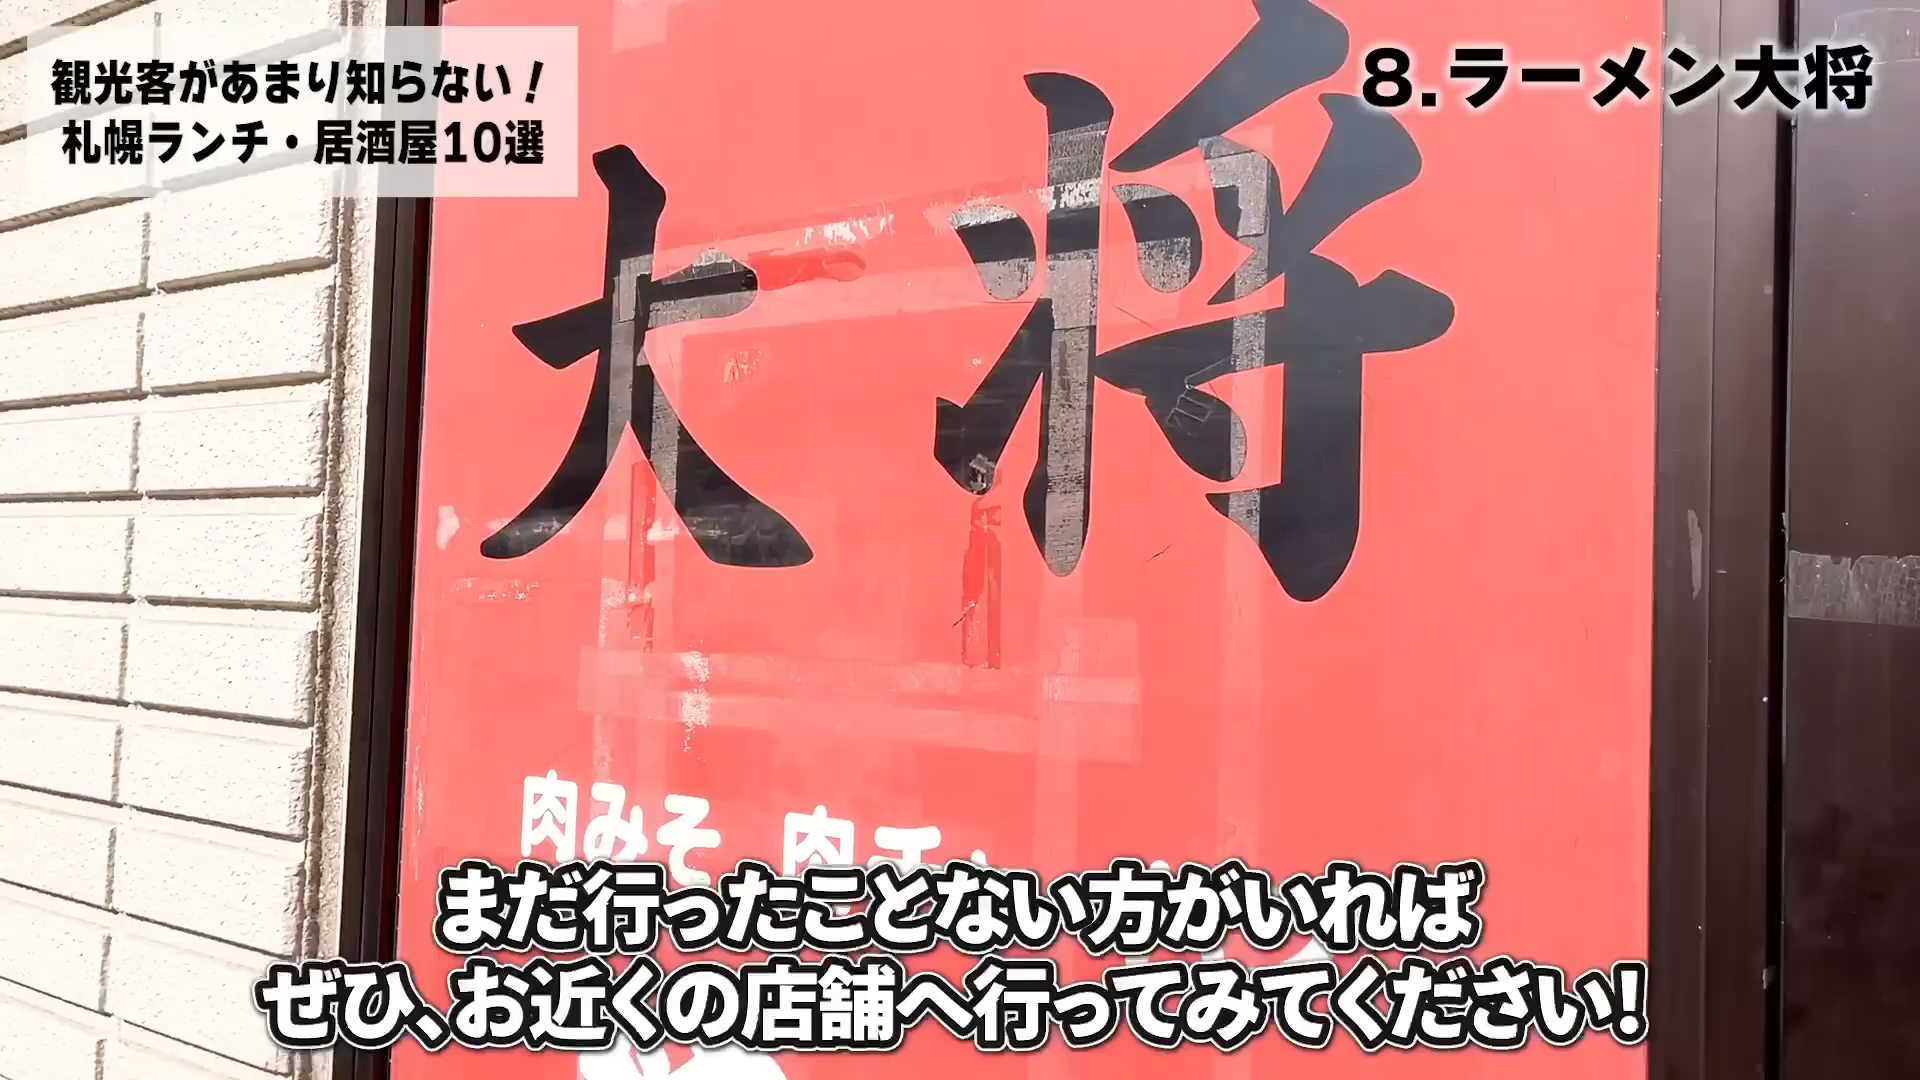 観光客があまり知らない！
札幌ランチ・居酒屋10選
8.ラーメン大将
大将
肉みそ 肉
まだ行ったことない方がいれば
ぜひ、お近くの店舗へ行ってみてください！